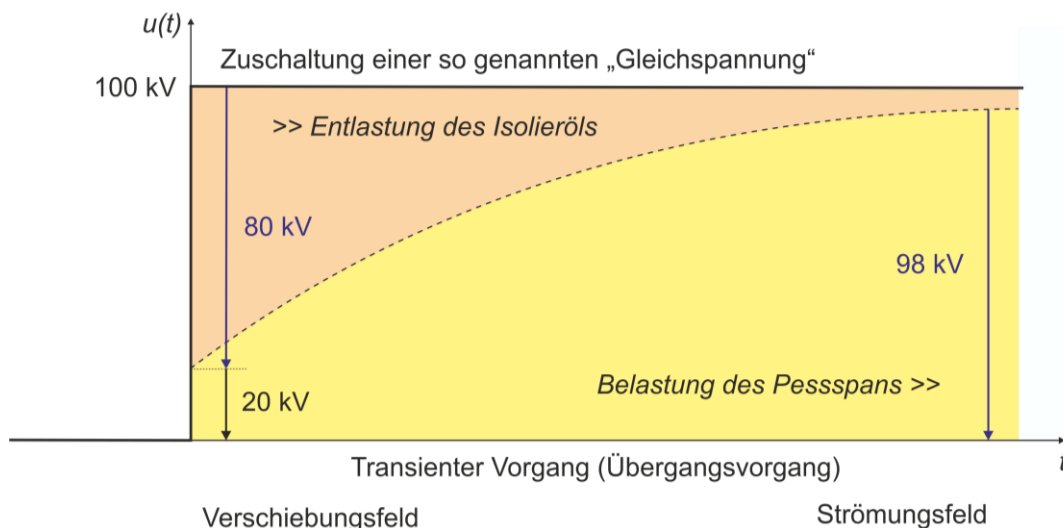 u(t)
Zuschaltung einer so genannten „Gleichspannung“
100 kV
>> Entlastung des Isolieröls
80 kV
98 kV
Belastung des Pessspans >>
20 kV
Transienter Vorgang (Übergangsvorgang)
t
Verschiebungsfeld
Strömungsfeld